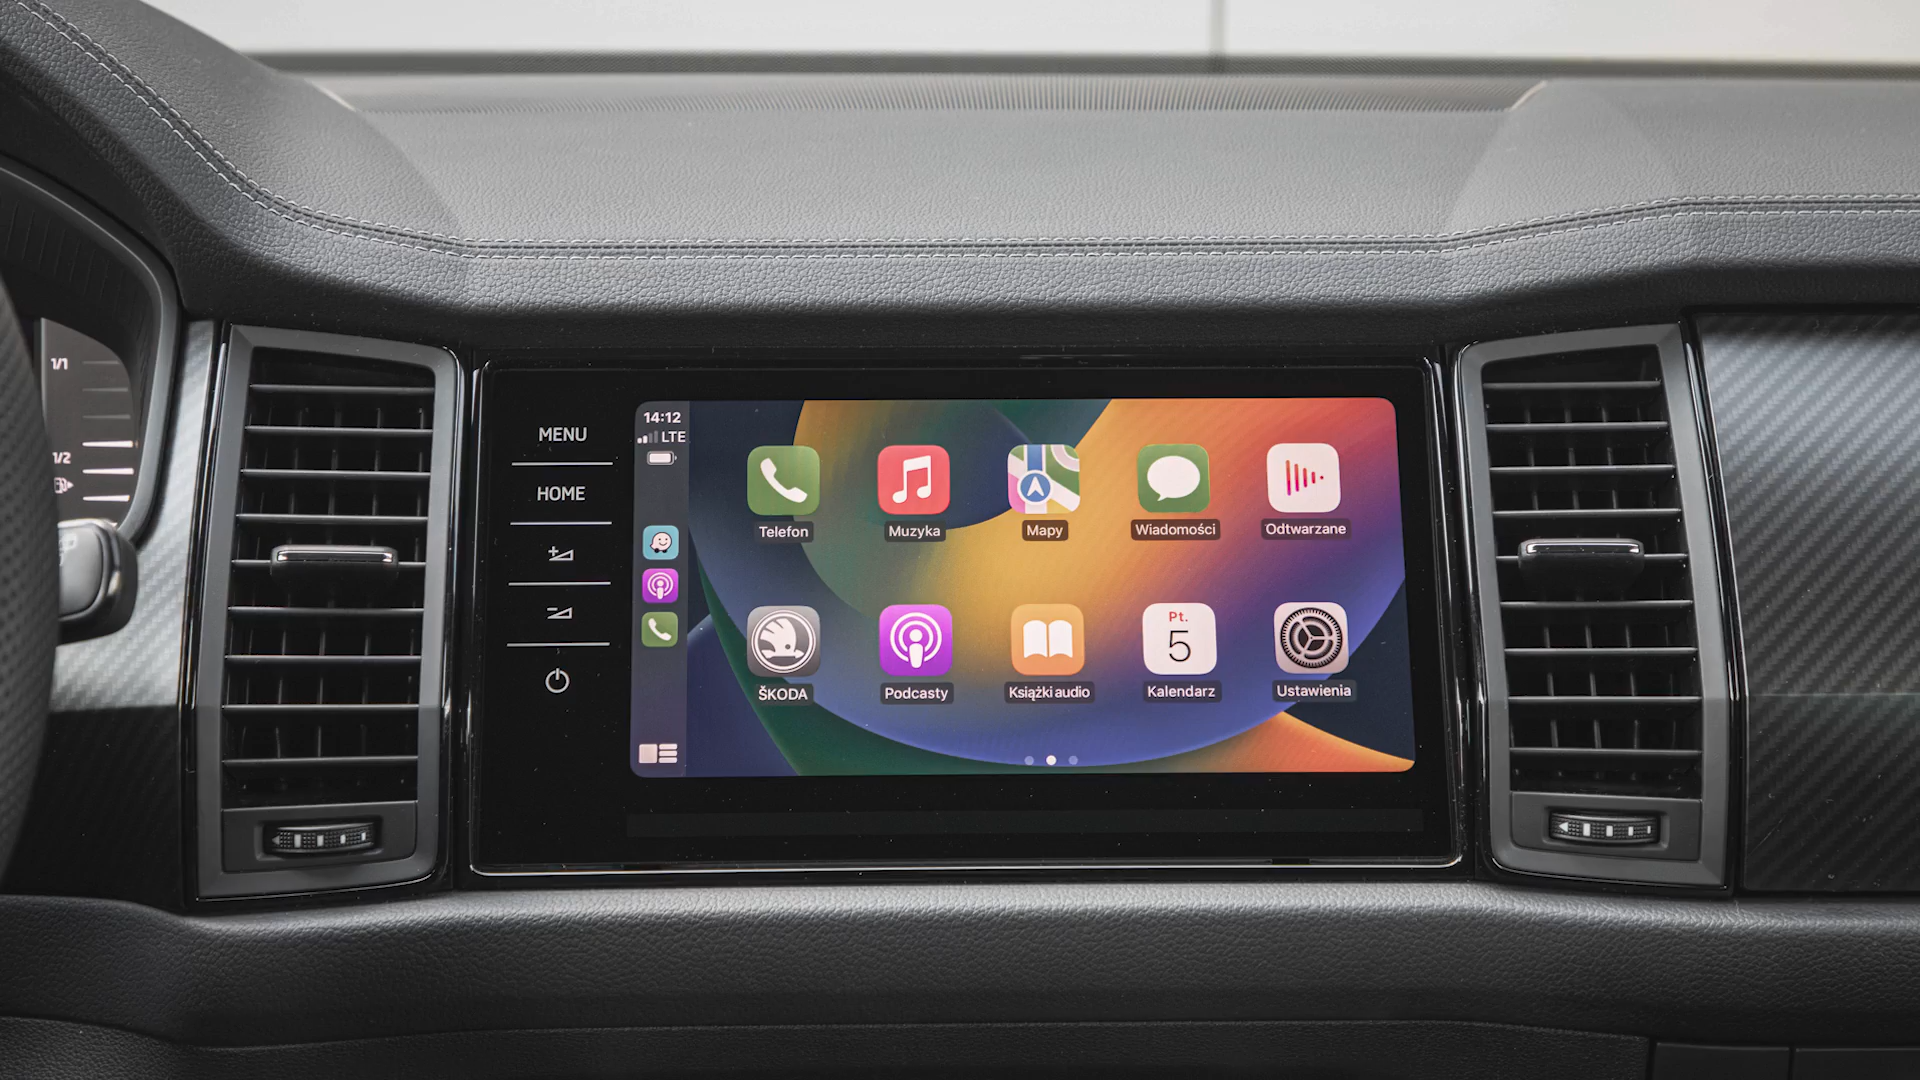 1/1
1/2
MENU
HOME
14:12
LTE
Telefon
Muzyka
Mapy
Wiadomości
Odtwarzane
Pt.
5
ŠKODA
Podcasty
Książki audio
Kalendarz
Ustawienia